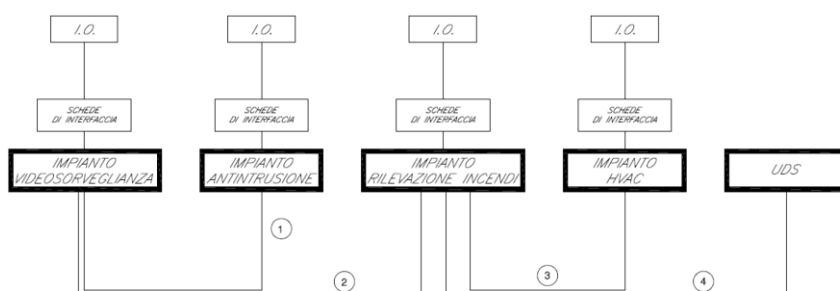 I.O.
I.O.
I.O.
I.O.
SCHEDE
DI INTERFACCIA
SCHEDE
DI INTERFACCIA
SCHEDE
DI INTERFACCIA
SCHEDE
DI INTERFACCIA
IMPIANTO
VIDEOSORVEGLIANZA
IMPIANTO
ANTINTRUSIONE
IMPIANTO
RILEVAZIONE INCENDI
IMPIANTO
HVAC
UDS
1
2
3
4